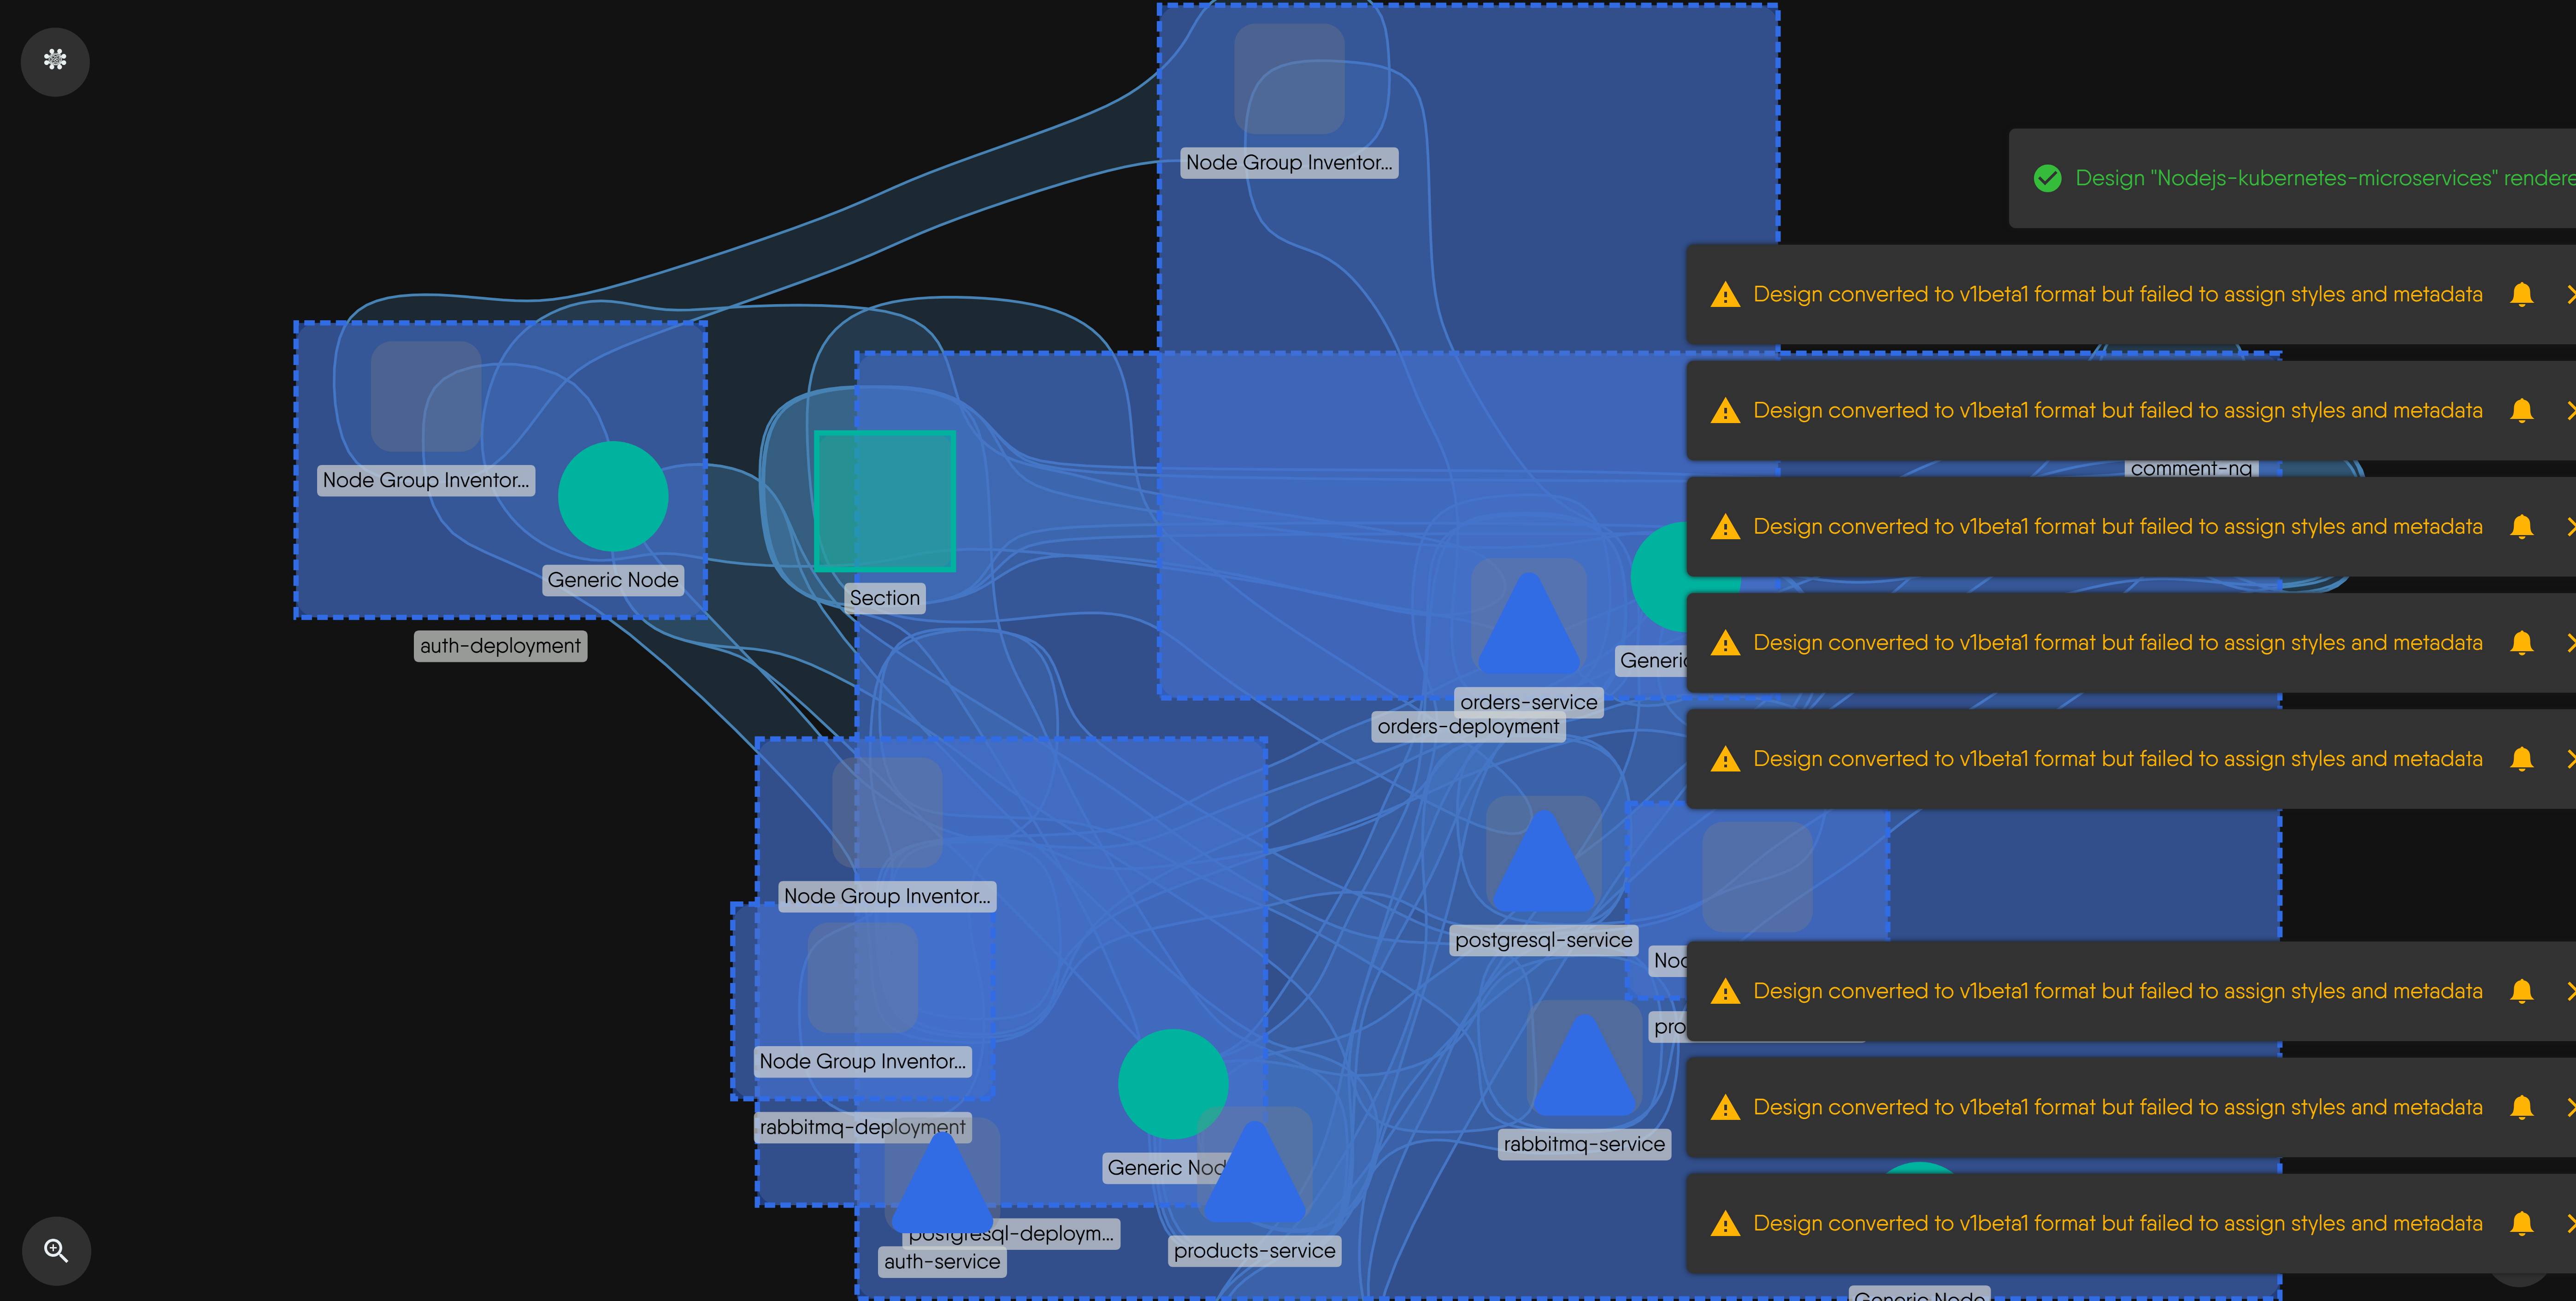 Node Group Inventor...
Design "Nodejs-kubernetes-microservices" rendere
Design converted to v1beta1 format but failed to assign styles and metadata
Design converted to v1beta1 format but failed to assign styles and metadata
comment-ng
Node Group Inventor...
Design converted to v1beta1 format but failed to assign styles and metadata
Generic Node
Section
auth-deployment
Design converted to v1beta1 format but failed to assign styles and metadata
Generic
orders-service
orders-deployment
Design converted to v1beta1 format but failed to assign styles and metadata
Node Group Inventor...
postgresql-service
Design converted to v1beta1 format but failed to assign styles and metadata
Node Group Inventor...
Design converted to v1beta1 format but failed to assign styles and metadata
rabbitmq-deployment
rabbitmq-service
Generic Nod
Design converted to v1beta1 format but failed to assign styles and metadata
postgresql-deploym...
products-service
auth-service
Generic Node